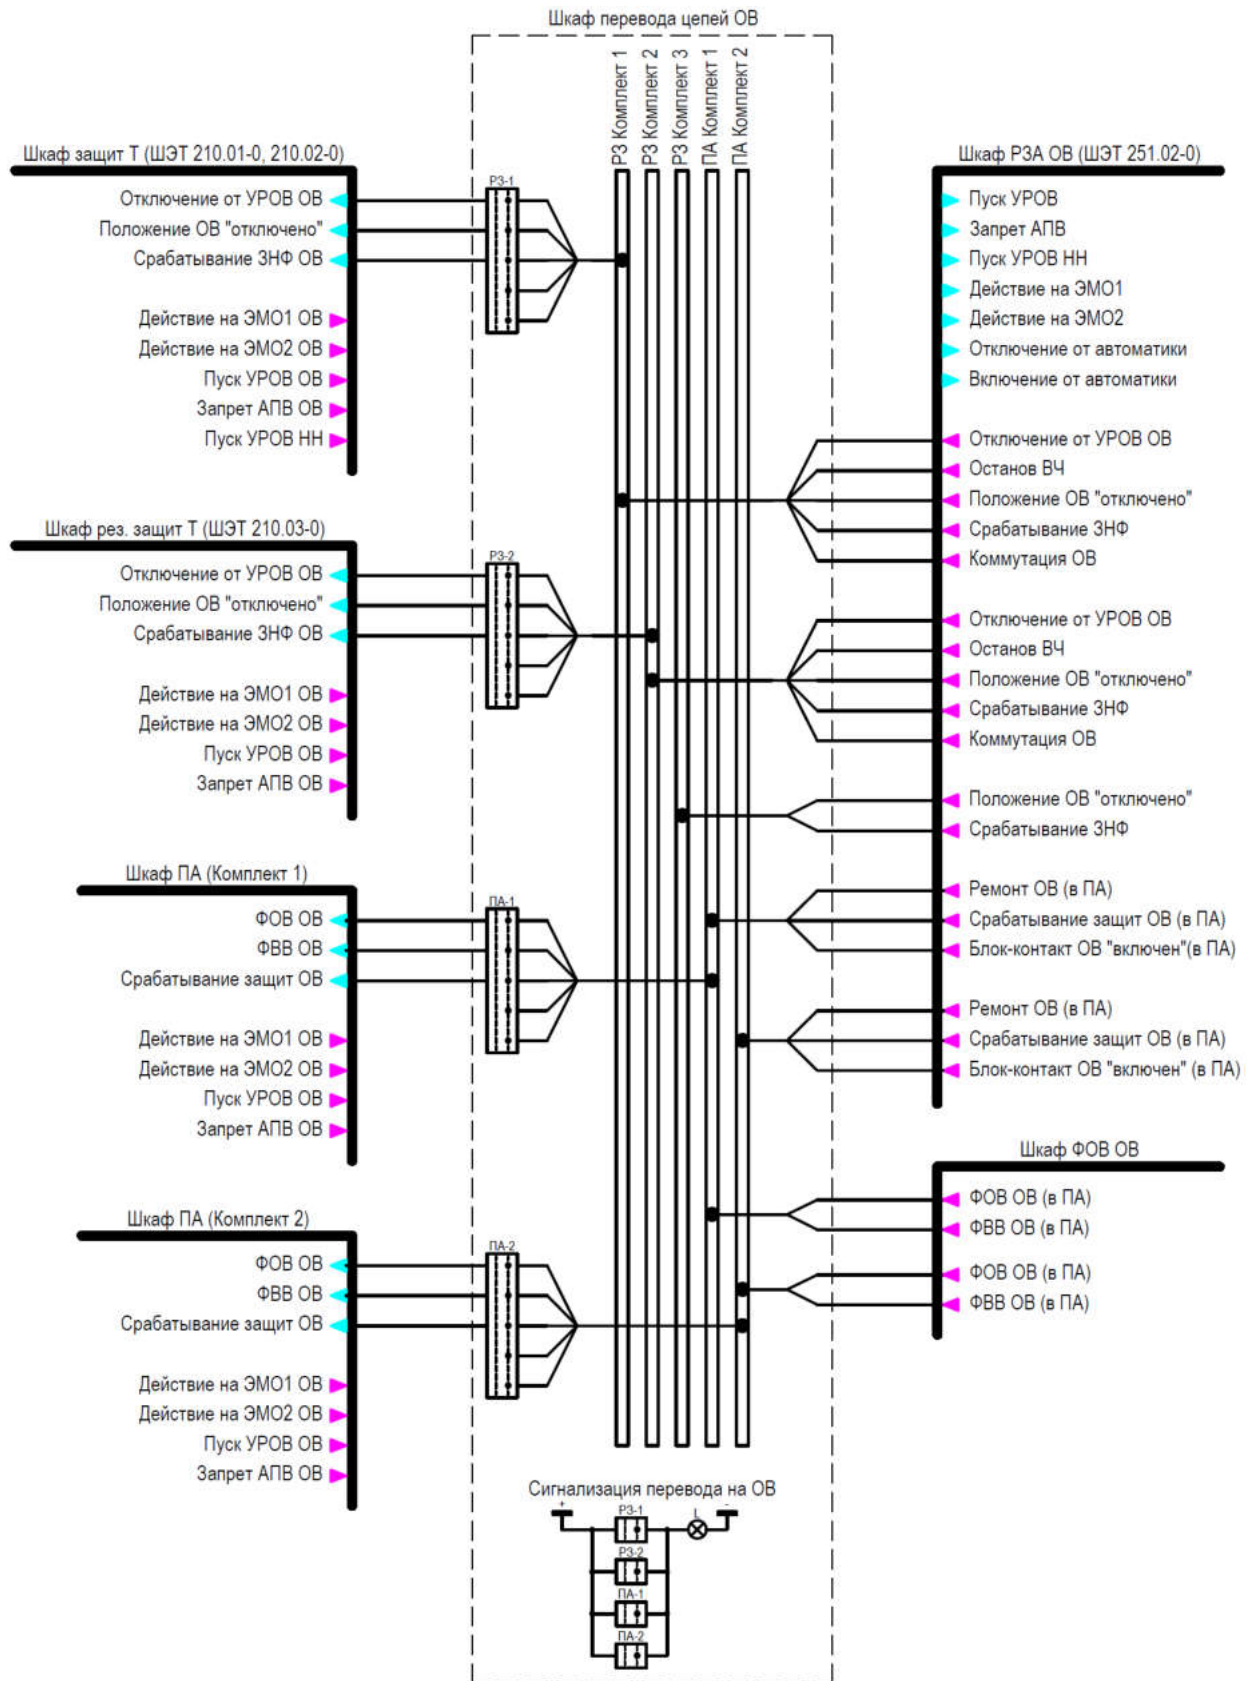 Шкаф перевода цепей ОВ
РЗ Комплект 1
РЗ Комплект 2
РЗ Комплект 3
ПА Комплект 1
ПА Комплект 2
Шкаф защит Т (ШЭТ 210.01-0, 210.02-0)
Отключение от УРОВ ОВ
Положение ОВ "отключено"
Срабатывание ЗНФ ОВ
Действие на ЭМО1 ОВ
Действие на ЭМО2 ОВ
Пуск УРОВ ОВ
Запрет АПВ ОВ
Пуск УРОВ НН
РЗ-1
Шкаф рез. защит Т (ШЭТ 210.03-0)
Отключение от УРОВ ОВ
Положение ОВ "отключено"
Срабатывание ЗНФ ОВ
Действие на ЭМО1 ОВ
Действие на ЭМО2 ОВ
Пуск УРОВ ОВ
Запрет АПВ ОВ
РЗ-2
Шкаф ПА (Комплект 1)
ФОВ ОВ
ФВВ ОВ
Срабатывание защит ОВ
Действие на ЭМО1 ОВ
Действие на ЭМО2 ОВ
Пуск УРОВ ОВ
Запрет АПВ ОВ
ПА-1
Шкаф ПА (Комплект 2)
ФОВ ОВ
ФВВ ОВ
Срабатывание защит ОВ
Действие на ЭМО1 ОВ
Действие на ЭМО2 ОВ
Пуск УРОВ ОВ
Запрет АПВ ОВ
ПА-2
Шкаф РЗА ОВ (ШЭТ 251.02-0)
Пуск УРОВ
Запрет АПВ
Пуск УРОВ НН
Действие на ЭМО1
Действие на ЭМО2
Отключение от автоматики
Включение от автоматики
Отключение от УРОВ ОВ
Останов ВЧ
Положение ОВ "отключено"
Срабатывание ЗНФ
Коммутация ОВ
Отключение от УРОВ ОВ
Останов ВЧ
Положение ОВ "отключено"
Срабатывание ЗНФ
Коммутация ОВ
Положение ОВ "отключено"
Срабатывание ЗНФ
Ремонт ОВ (в ПА)
Срабатывание защит ОВ (в ПА)
Блок-контакт ОВ "включен"(в ПА)
Ремонт ОВ (в ПА)
Срабатывание защит ОВ (в ПА)
Блок-контакт ОВ "включен" (в ПА)
Шкаф ФОВ ОВ
ФОВ ОВ (в ПА)
ФВВ ОВ (в ПА)
ФОВ ОВ (в ПА)
ФВВ ОВ (в ПА)
Сигнализация перевода на ОВ
+
РЗ-1
L
-
РЗ-2
ПА-1
ПА-2